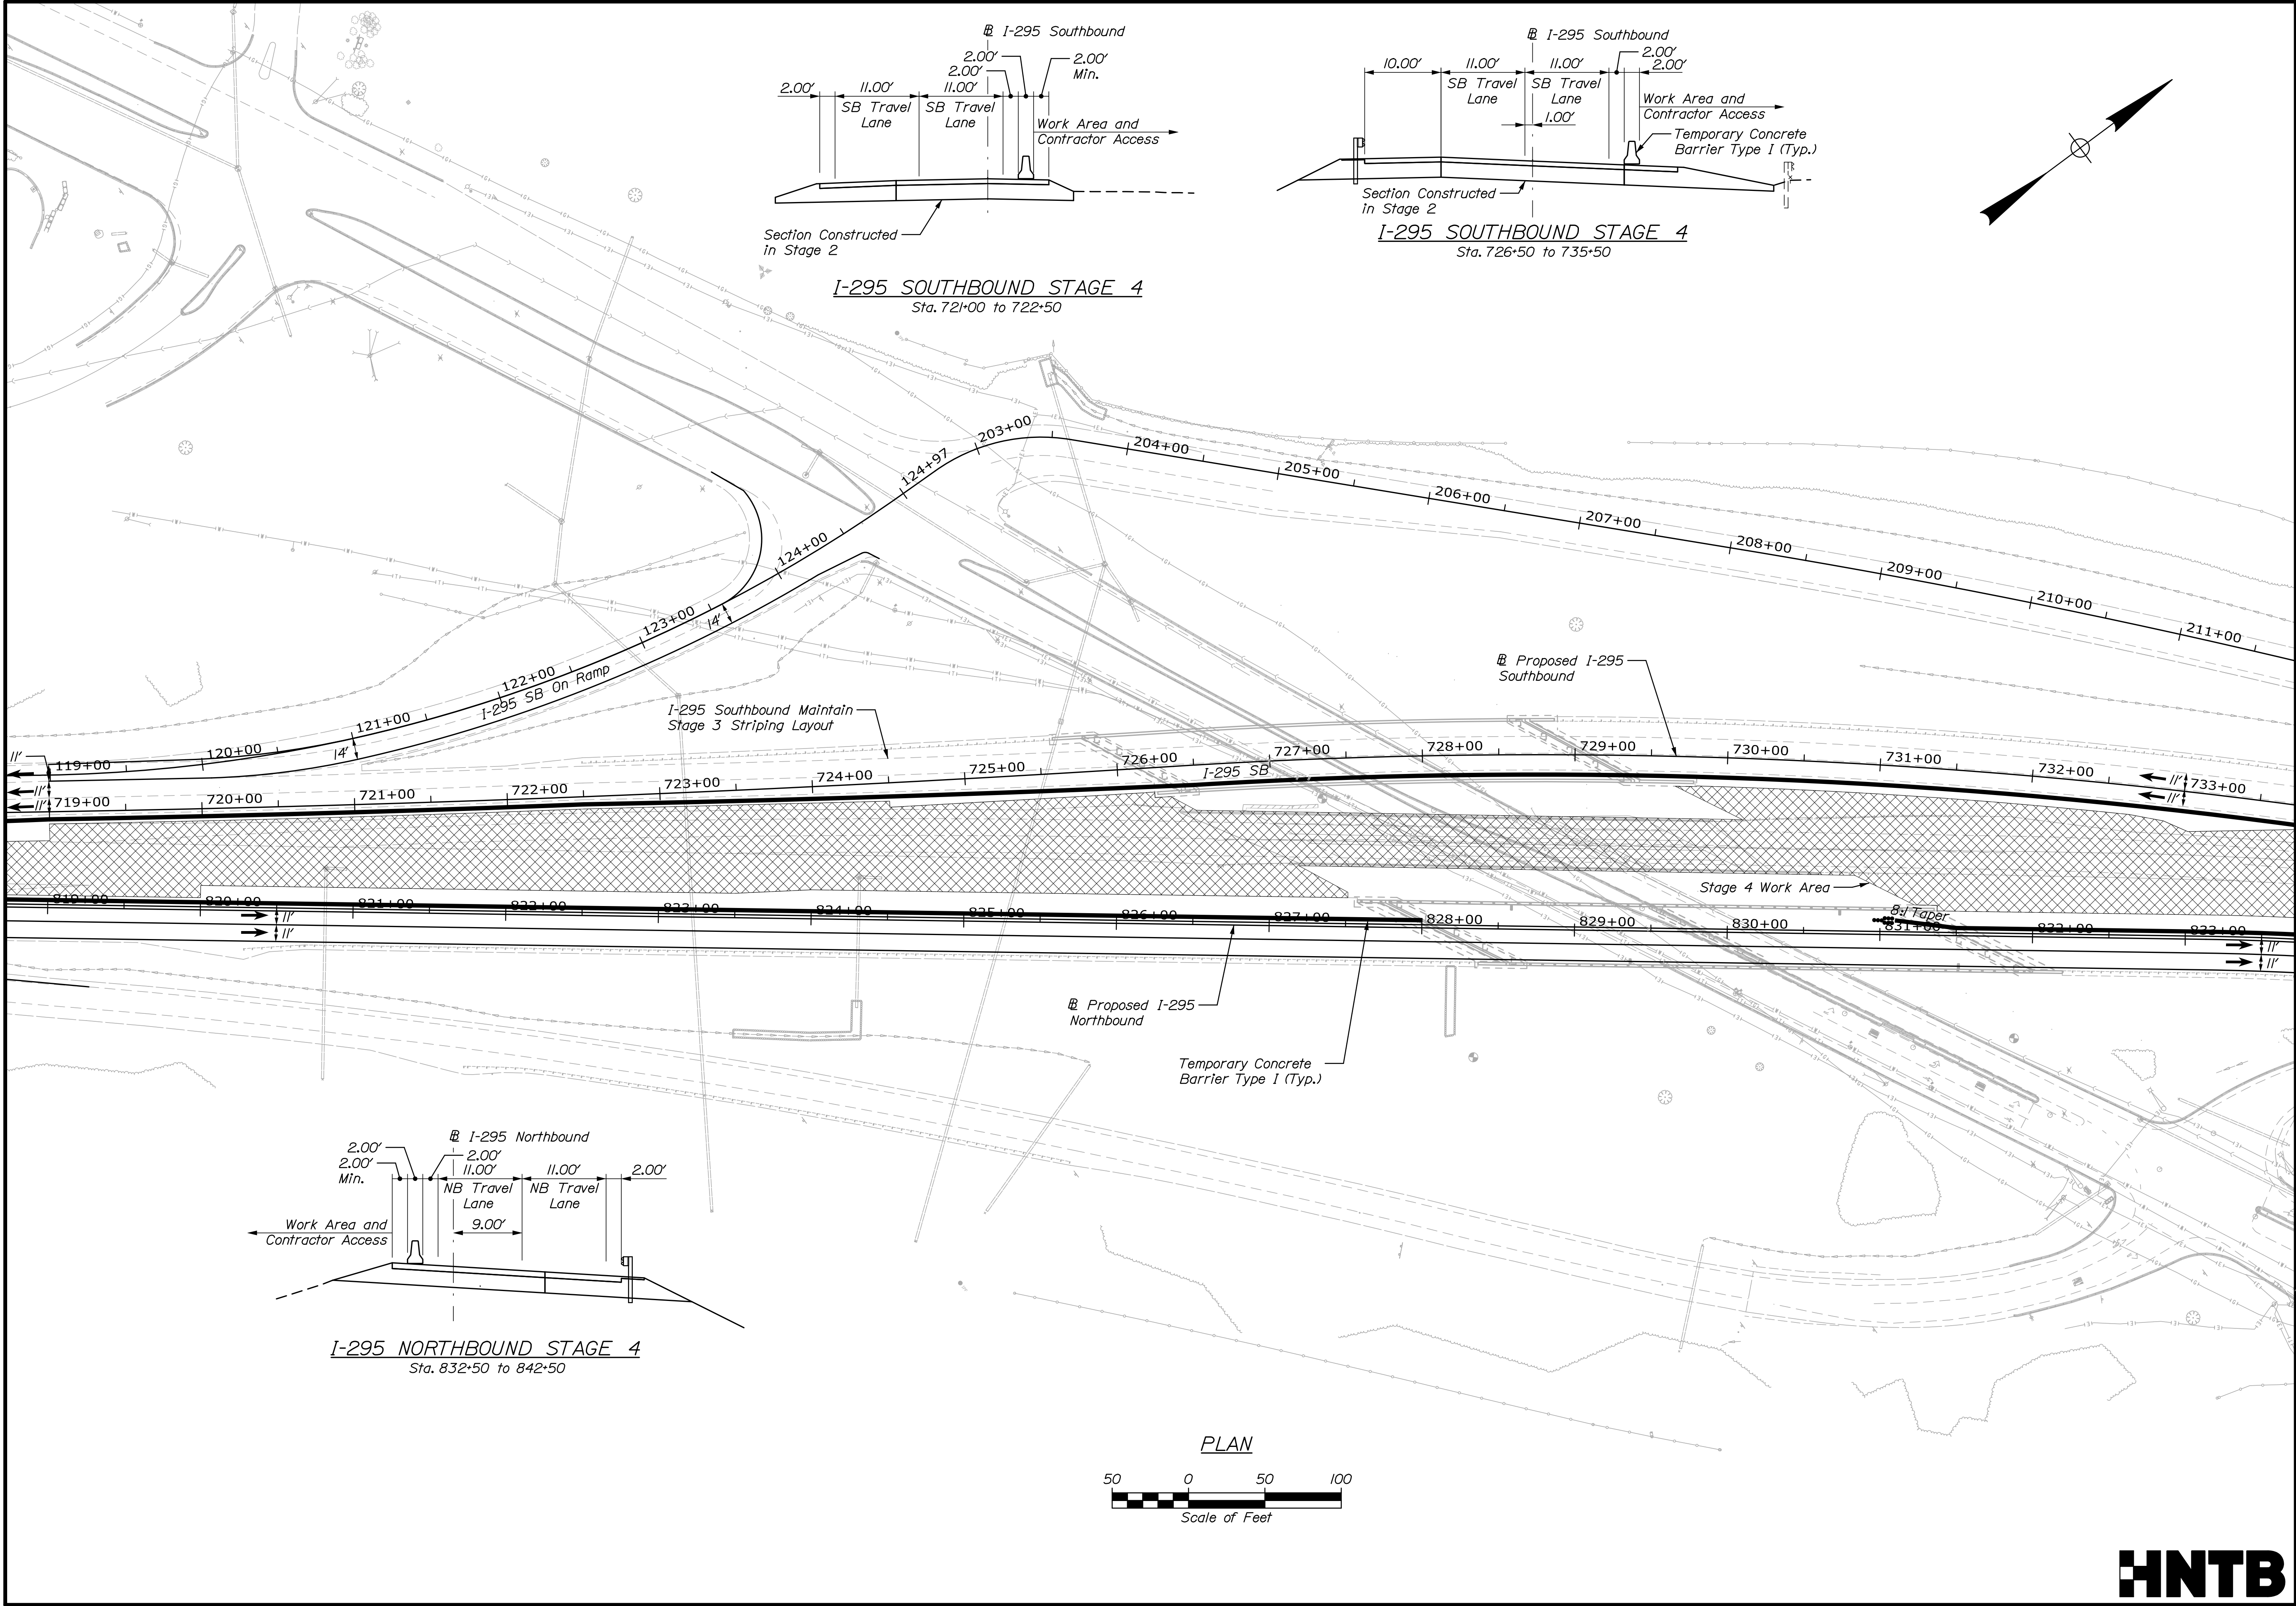 ⅊ I-295 Southbound
2.00'
2.00'
2.00'
Min.
2.00'
11.00'
11.00'
SB Travel
Lane
SB Travel
Lane
Work Area and
Contractor Access
Section Constructed
in Stage 2
I-295 SOUTHBOUND STAGE 4
Sta. 721+00 to 722+50
⅊ I-295 Southbound
2.00'
2.00'
10.00'
11.00'
11.00'
SB Travel
Lane
SB Travel
Lane
1.00'
Work Area and
Contractor Access
Temporary Concrete
Barrier Type I (Typ.)
Section Constructed
in Stage 2
I-295 SOUTHBOUND STAGE 4
Sta. 726+50 to 735+50
203+00
204+00
205+00
206+00
207+00
208+00
209+00
210+00
211+00
124+97
124+00
123+00
122+00
121+00
120+00
119+00
14'
14'
I-295 SB On Ramp
I-295 Southbound Maintain
Stage 3 Striping Layout
⅊ Proposed I-295
Southbound
11'
11'
11'
719+00
720+00
721+00
722+00
723+00
724+00
725+00
726+00
727+00
728+00
729+00
730+00
731+00
732+00
733+00
I-295 SB
11'
11'
Stage 4 Work Area
8:1 Taper
819+00
820+00
821+00
822+00
823+00
824+00
825+00
826+00
827+00
828+00
829+00
830+00
831+00
832+00
833+00
11'
11'
11'
11'
⅊ Proposed I-295
Northbound
Temporary Concrete
Barrier Type I (Typ.)
⅊ I-295 Northbound
2.00'
2.00'
2.00'
Min.
11.00'
11.00'
2.00'
NB Travel
Lane
NB Travel
Lane
9.00'
Work Area and
Contractor Access
I-295 NORTHBOUND STAGE 4
Sta. 832+50 to 842+50
PLAN
50 0 50 100
Scale of Feet
HNTB